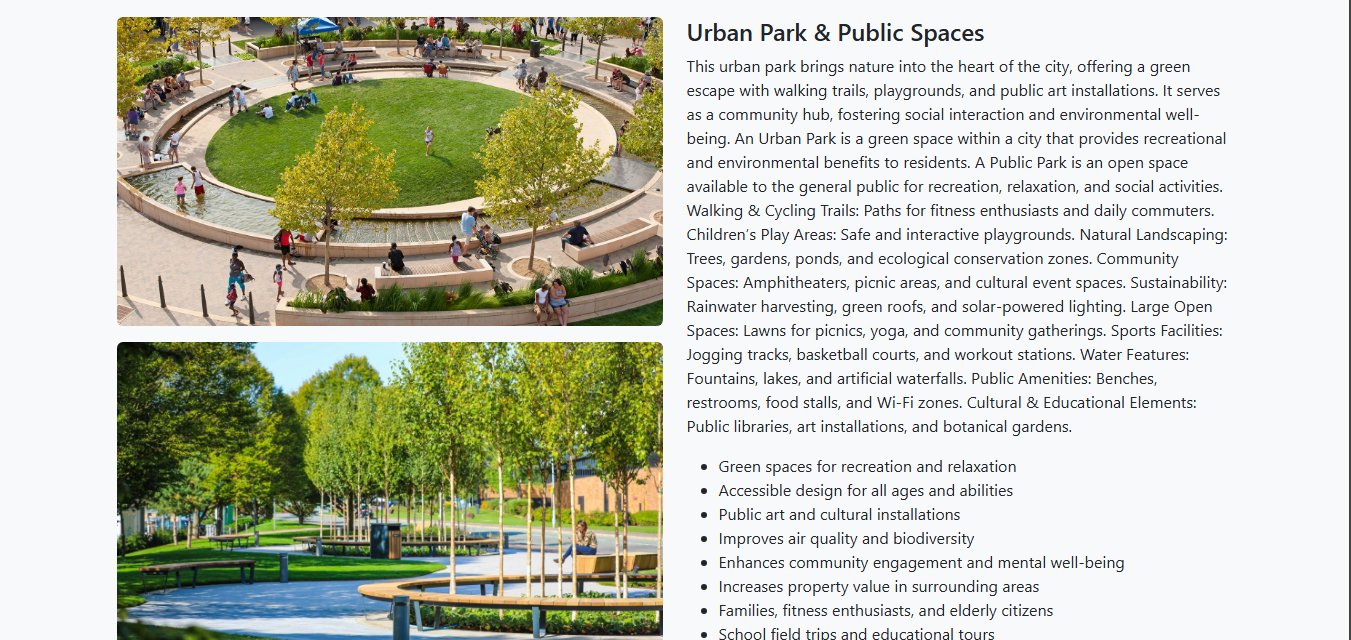 Urban Park & Public Spaces
This urban park brings nature into the heart of the city, offering a green
escape with walking trails, playgrounds, and public art installations. It serves
as a community hub, fostering social interaction and environmental well-
being. An Urban Park is a green space within a city that provides recreational
and environmental benefits to residents. A Public Park is an open space
available to the general public for recreation, relaxation, and social activities.
Walking & Cycling Trails: Paths for fitness enthusiasts and daily commuters.
Children’s Play Areas: Safe and interactive playgrounds. Natural Landscaping:
Trees, gardens, ponds, and ecological conservation zones. Community
Spaces: Amphitheaters, picnic areas, and cultural event spaces. Sustainability:
Rainwater harvesting, green roofs, and solar-powered lighting. Large Open
Spaces: Lawns for picnics, yoga, and community gatherings. Sports Facilities:
Jogging tracks, basketball courts, and workout stations. Water Features:
Fountains, lakes, and artificial waterfalls. Public Amenities: Benches,
restrooms, food stalls, and Wi-Fi zones. Cultural & Educational Elements:
Public libraries, art installations, and botanical gardens.
• Green spaces for recreation and relaxation
• Accessible design for all ages and abilities
• Public art and cultural installations
• Improves air quality and biodiversity
• Enhances community engagement and mental well-being
• Increases property value in surrounding areas
• Families, fitness enthusiasts, and elderly citizens
• School field trips and educational tours